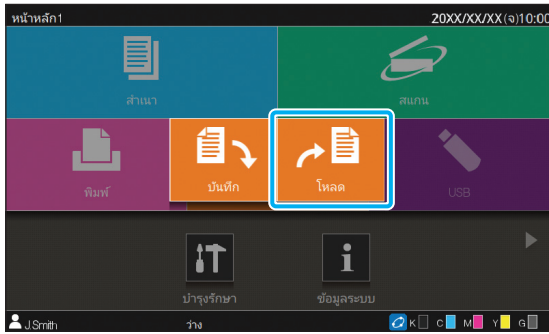 หน้าหลัก1 20XX/XX/XX(จ)10:00
สำเนา สแกน
พิมพ์ บันทึก โหลด USB
บำรุงรักษา ข้อมูลระบบ
J.Smith ว่าง K C M Y G